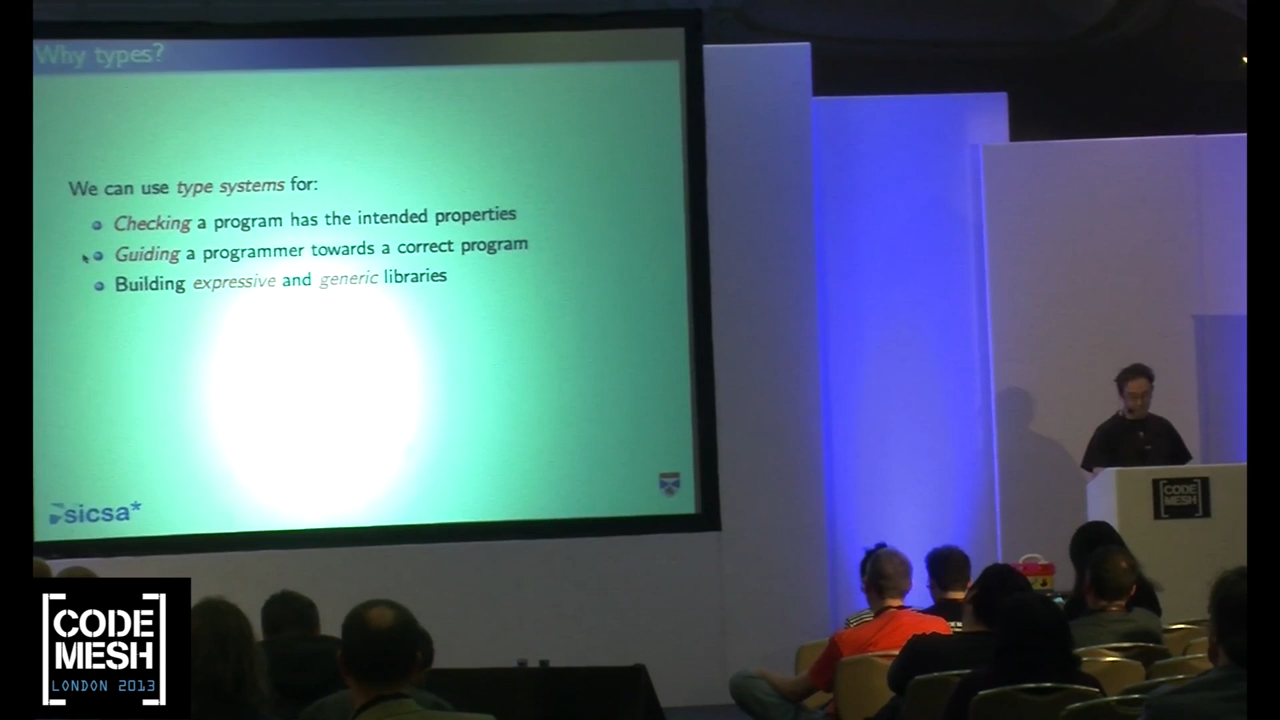 Why types?
We can use type systems for:
Checking a program has the intended properties
Guiding a programmer towards a correct program
Building expressive and generic libraries
sicsa*
[CODE
MESH]
[CODE
MESH]
LONDON 2013